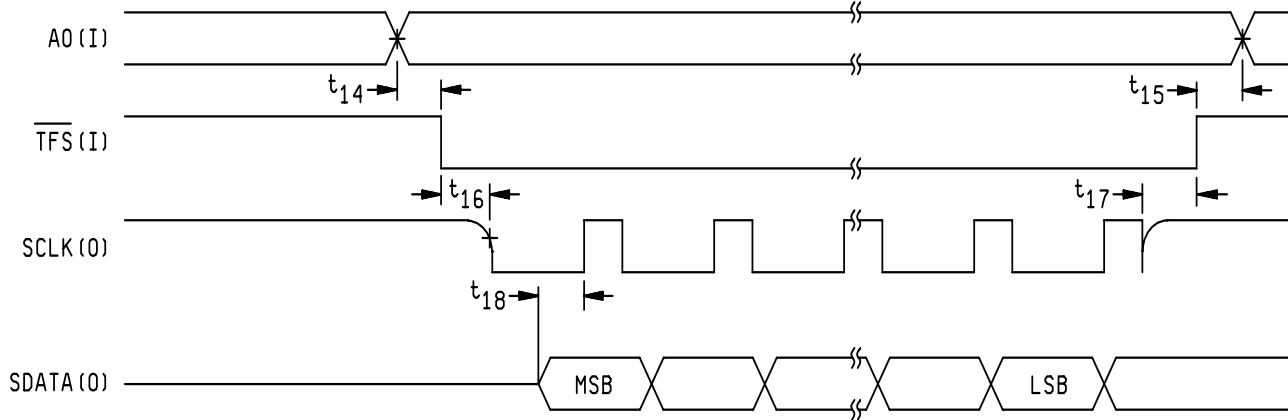 A0(I)
t14
t15
TFS(I)
t16
t17
SCLK(O)
t18
SDATA(O)
MSB
LSB